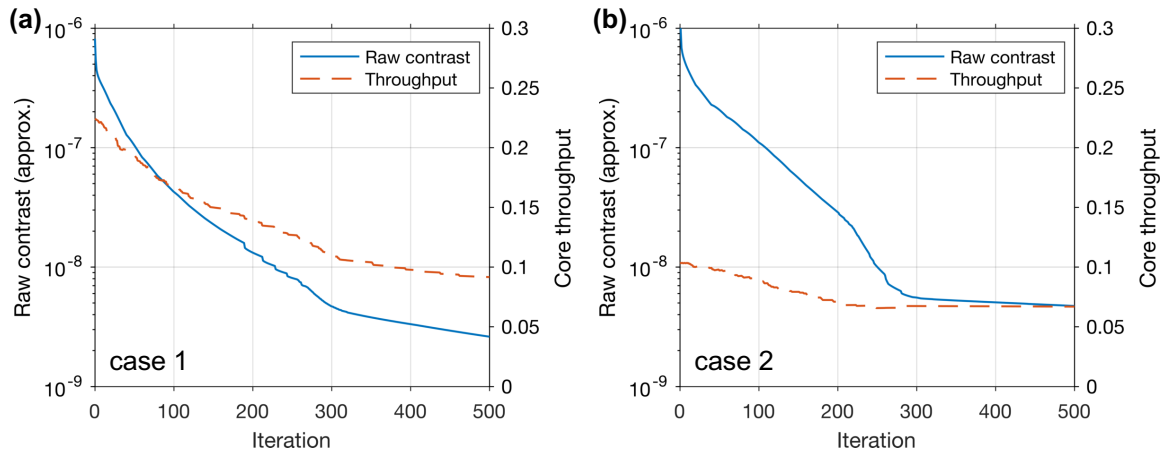 (a)
Raw contrast (approx.)
10⁻⁶
10⁻⁷
10⁻⁸
10⁻⁹
Raw contrast
Throughput
case 1
0 100 200 300 400 500
Iteration
0.3
0.25
0.2
0.15
0.1
0.05
0
Core throughput
(b)
Raw contrast (approx.)
10⁻⁶
10⁻⁷
10⁻⁸
10⁻⁹
Raw contrast
Throughput
case 2
0 100 200 300 400 500
Iteration
0.3
0.25
0.2
0.15
0.1
0.05
0
Core throughput